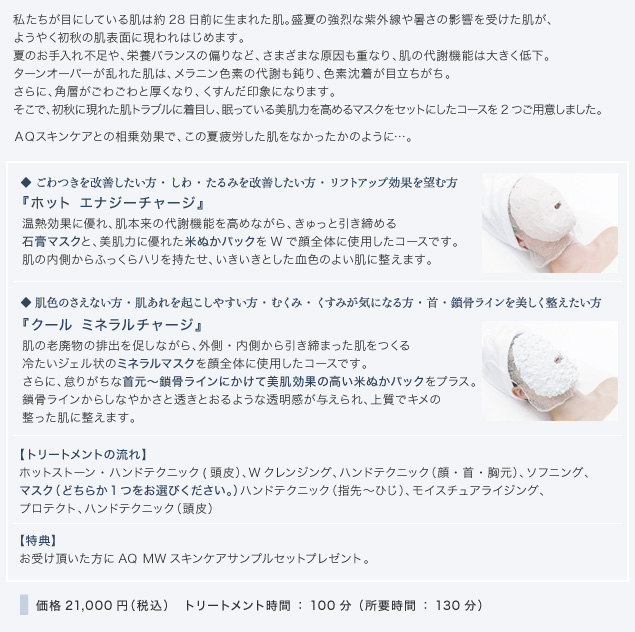 私たちが目にしている肌は約28日前に生まれた肌。盛夏の強烈な紫外線や暑さの影響を受けた肌が、
ようやく初秋の肌表面に現われはじめます。
夏のお手入れ不足や、栄養バランスの偏りなど、さまざまな原因も重なり、肌の代謝機能は大きく低下。
ターンオーバーが乱れた肌は、メラニン色素の代謝も鈍り、色素沈着が目立ちがち。
さらに、角層がごわごわと厚くなり、くすんだ印象になります。
そこで、初秋に現れた肌トラブルに着目し、眠っている美肌力を高めるマスクをセットにしたコースを2つご用意しました。
AQスキンケアとの相乗効果で、この夏疲労した肌をなかったかのように…。
◆ ごわつきを改善したい方・しわ・たるみを改善したい方・リフトアップ効果を望む方
『ホット エナジーチャージ』
温熱効果に優れ、肌本来の代謝機能を高めながら、きゅっと引き締める
石膏マスクと、美肌力に優れた米ぬかパックをWで顔全体に使用したコースです。
肌の内側からふっくらハリを持たせ、いきいきとした血色のよい肌に整えます。
◆ 肌色のさえない方・肌あれを起こしやすい方・むくみ・くすみが気になる方・首・鎖骨ラインを美しく整えたい方
『クール ミネラルチャージ』
肌の老廃物の排出を促しながら、外側・内側から引き締まった肌をつくる
冷たいジェル状のミネラルマスクを顔全体に使用したコースです。
さらに、怠りがちな首元～鎖骨ラインにかけて美肌効果の高い米ぬかパックをプラス。
鎖骨ラインからしなやかさと透きとおるような透明感が与えられ、上質でキメの
整った肌に整えます。
【トリートメントの流れ】
ホットストーン・ハンドテクニック(頭皮)、Wクレンジング、ハンドテクニック(顔・首・胸元)、ソフニング、
マスク(どちらか1つをお選びください。)ハンドテクニック(指先～ひじ)、モイスチュアライジング、
プロテクト、ハンドテクニック(頭皮)
【特典】
お受け頂いた方にAQ MWスキンケアサンプルセットプレゼント。
価格21,000円(税込) トリートメント時間 : 100分 (所要時間 : 130分)